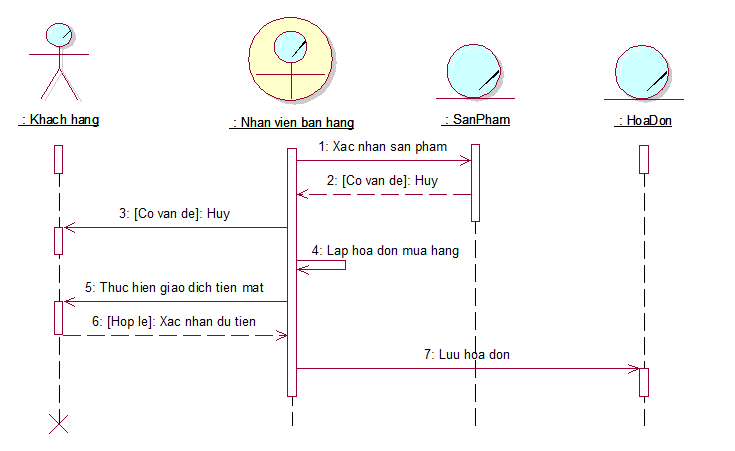 : Khach hang
: Nhan vien ban hang
: SanPham
: HoaDon
1: Xac nhan san pham
2: [Co van de]: Huy
3: [Co van de]: Huy
4: Lap hoa don mua hang
5: Thuc hien giao dich tien mat
6: [Hop le]: Xac nhan du tien
7: Luu hoa don